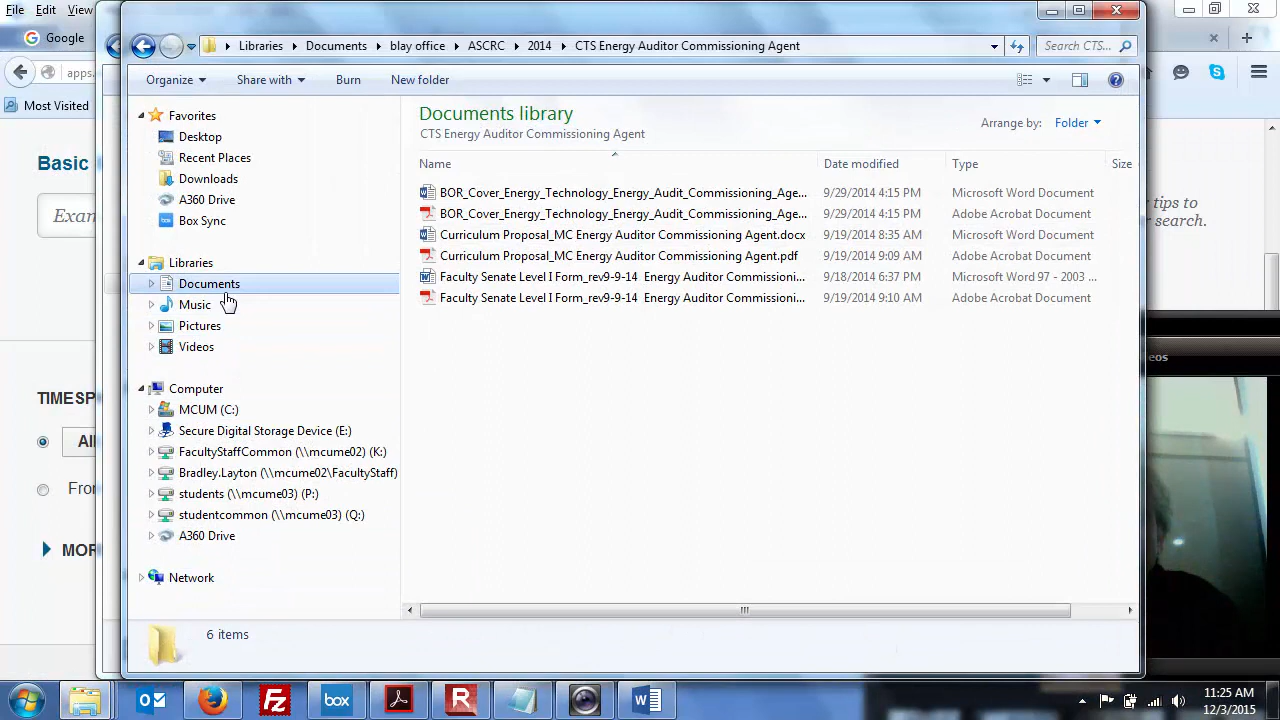 File Edit Vi
Google
apps.
Most Visited
Basic
Exan
TIMESP
All
Fron
MOR
Libraries Documents blay office ASCRC 201s CTS Energy Auditor Commissioning Agent
Search CTS...
Organize Share with Burn New folder
Favorites
Desktop
Recent Places
Downloads
A360 Drive
Box Sync
Libraries
Documents
Music
Pictures
Videos
Computer
MCUM (C:)
Secure Digital Storage Device (E:)
FacultyStaffCommon (\\mcume02) (K:)
Bradley.Layton (\\mcume02\FacultyStaff)
students (\\mcume03) (P:)
studentcommon (\\mcume03) (Q:)
A360 Drive
Network
Documents library
CTS Energy Auditor Commissioning Agent
Arrange by: Folder
Name Date modified Type Size
BOR_Cover_Energy_Technology_Energy_Audit_Commissioning_Age... 9/29/2014 4:15 PM Microsoft Word Document
BOR_Cover_Energy_Technology_Energy_Audit_Commissioning_Age... 9/29/2014 4:15 PM Adobe Acrobat Document
Curriculum Proposal_MC Energy Auditor Commissioning Agent.docx 9/19/2014 8:35 AM Microsoft Word Document
Curriculum Proposal_MC Energy Auditor Commissioning Agent.pdf 9/19/2014 9:09 AM Adobe Acrobat Document
Faculty Senate Level I Form_rev9-9-14 Energy Auditor Commissioni... 9/18/2014 6:37 PM Microsoft Word 97 - 2003 ...
Faculty Senate Level I Form_rev9-9-14 Energy Auditor Commissioni... 9/19/2014 9:10 AM Adobe Acrobat Document
6 items
tips to
r search.
eos
11:25 AM
12/3/2015